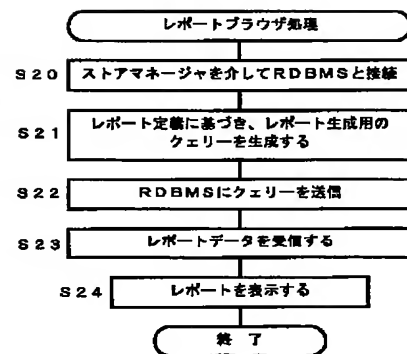 レポートブラウザ処理
S20 ストアマネージャを介してRDBMSと接続
S21 レポート定義に基づき、レポート生成用の
クェリーを生成する
S22 RDBMSにクェリーを送信
S23 レポートデータを受信する
S24 レポートを表示する
終 了